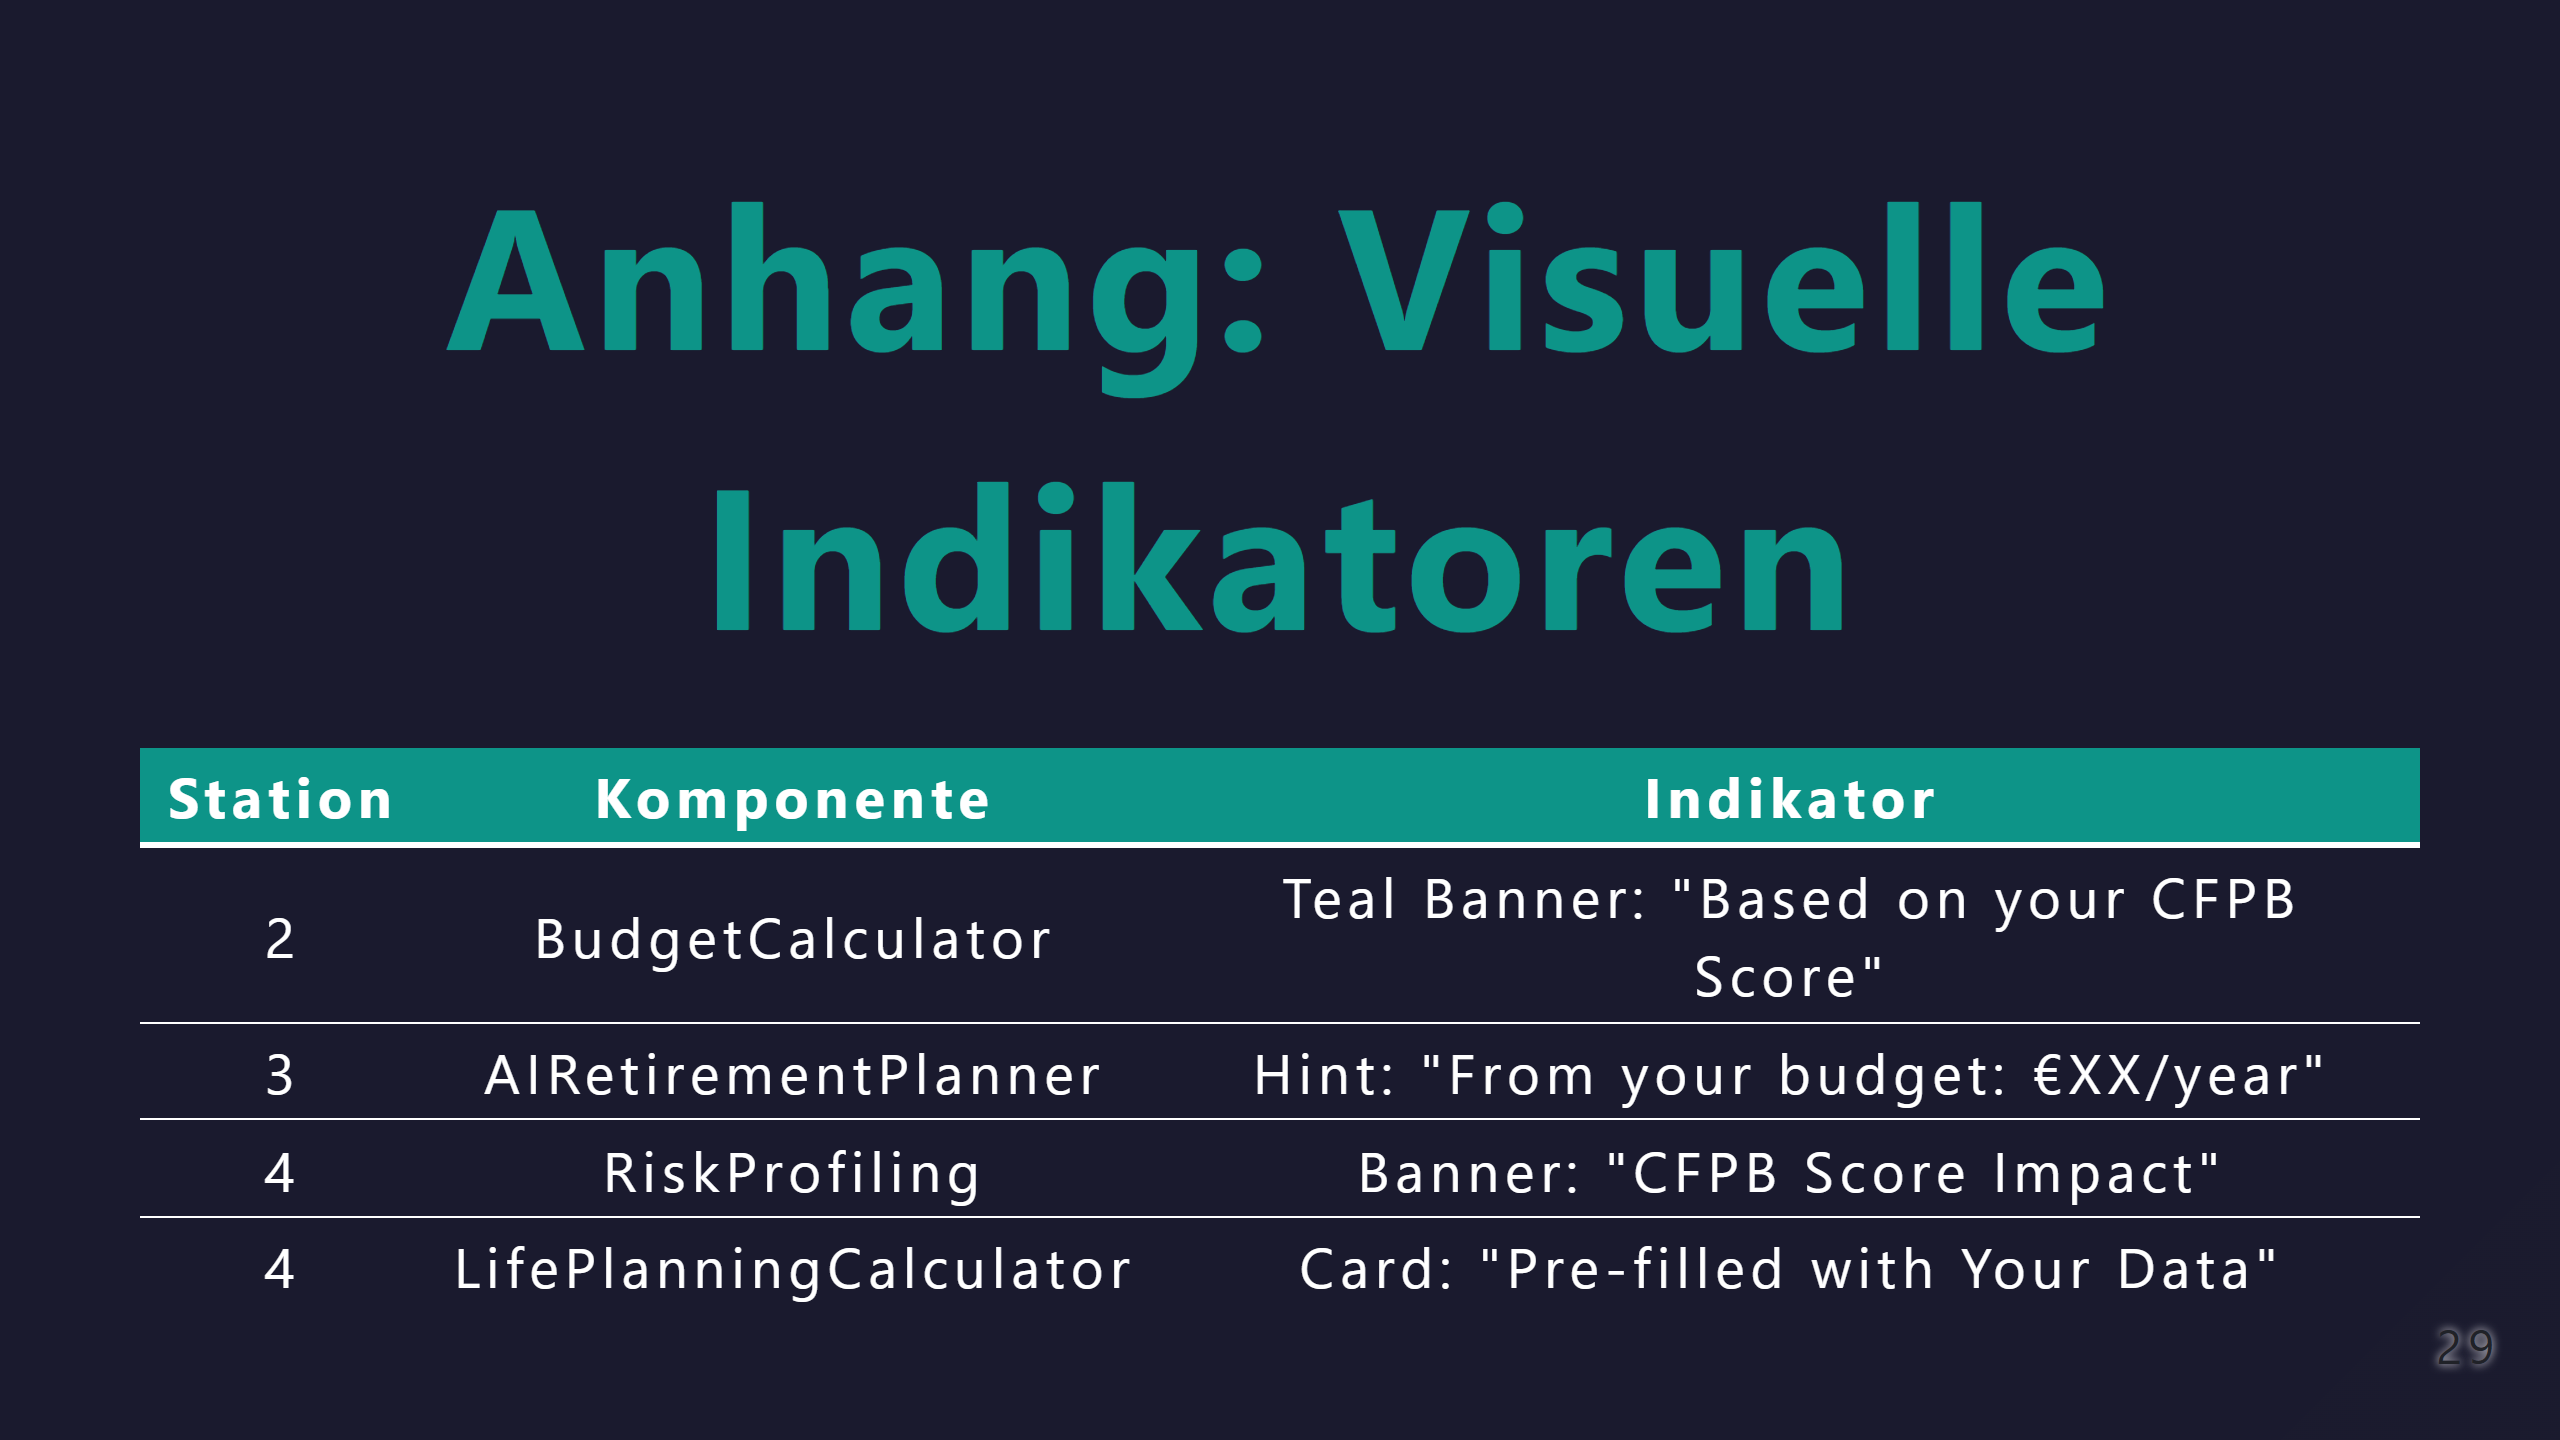 Anhang: Visuelle
Indikatoren
Station Komponente Indikator
2 BudgetCalculator Teal Banner: "Based on your CFPB
Score"
3 AIRetirementPlanner Hint: "From your budget: €XX/year"
4 RiskProfiling Banner: "CFPB Score Impact"
4 LifePlanningCalculator Card: "Pre-filled with Your Data"
29